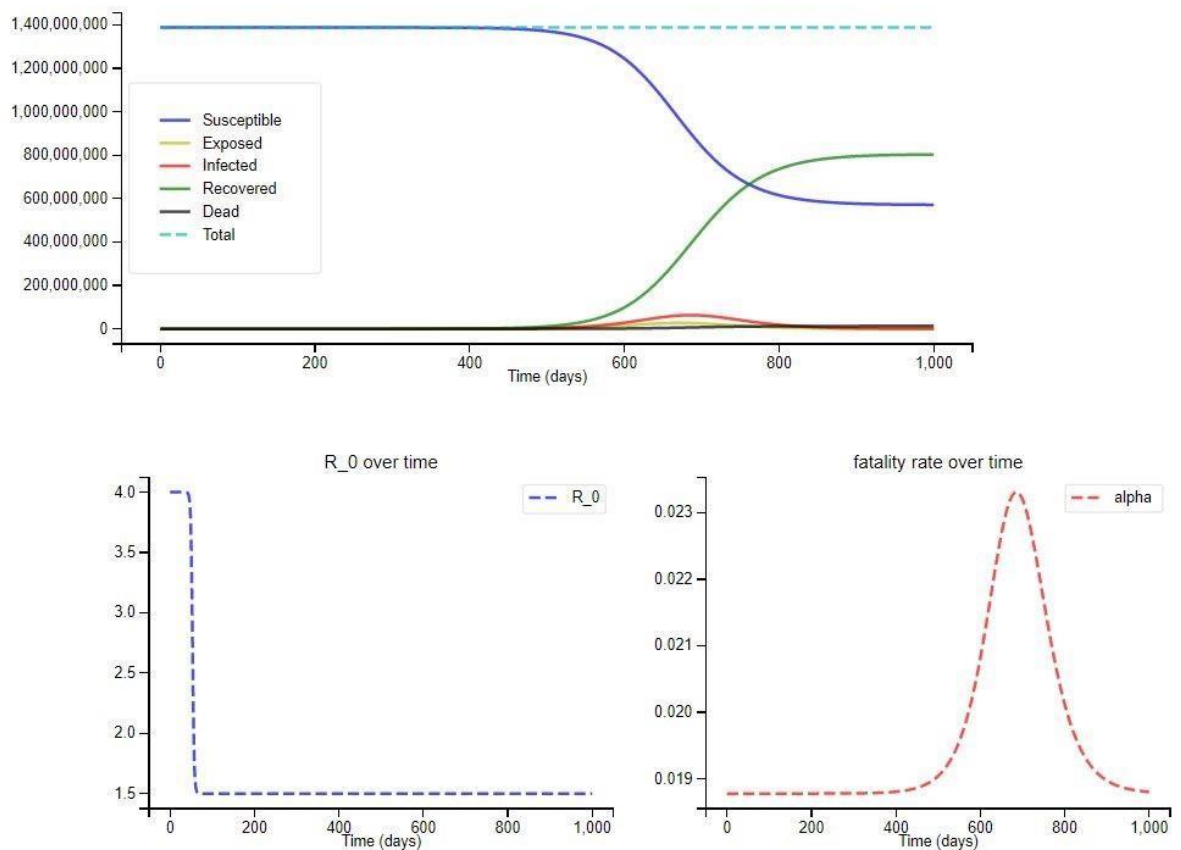 1,400,000,000
1,200,000,000
1,000,000,000
800,000,000
600,000,000
400,000,000
200,000,000
0
Susceptible
Exposed
Infected
Recovered
Dead
Total
0 200 400 600 800 1,000
Time (days)
R_0 over time
R_0
4.0
3.5
3.0
2.5
2.0
1.5
0 200 400 600 800 1,000
Time (days)
fatality rate over time
alpha
0.023
0.022
0.021
0.020
0.019
0 200 400 600 800 1,000
Time (days)